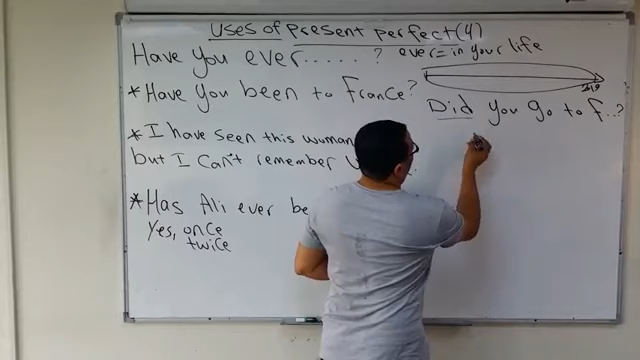 Uses of present perfect (4)
Have you ever.....?
ever = in your life
* Have you been to France?
Did you go to F..?
* I have seen this woman
but I can't remember
* Has Ali ever be
Yes, once
twice